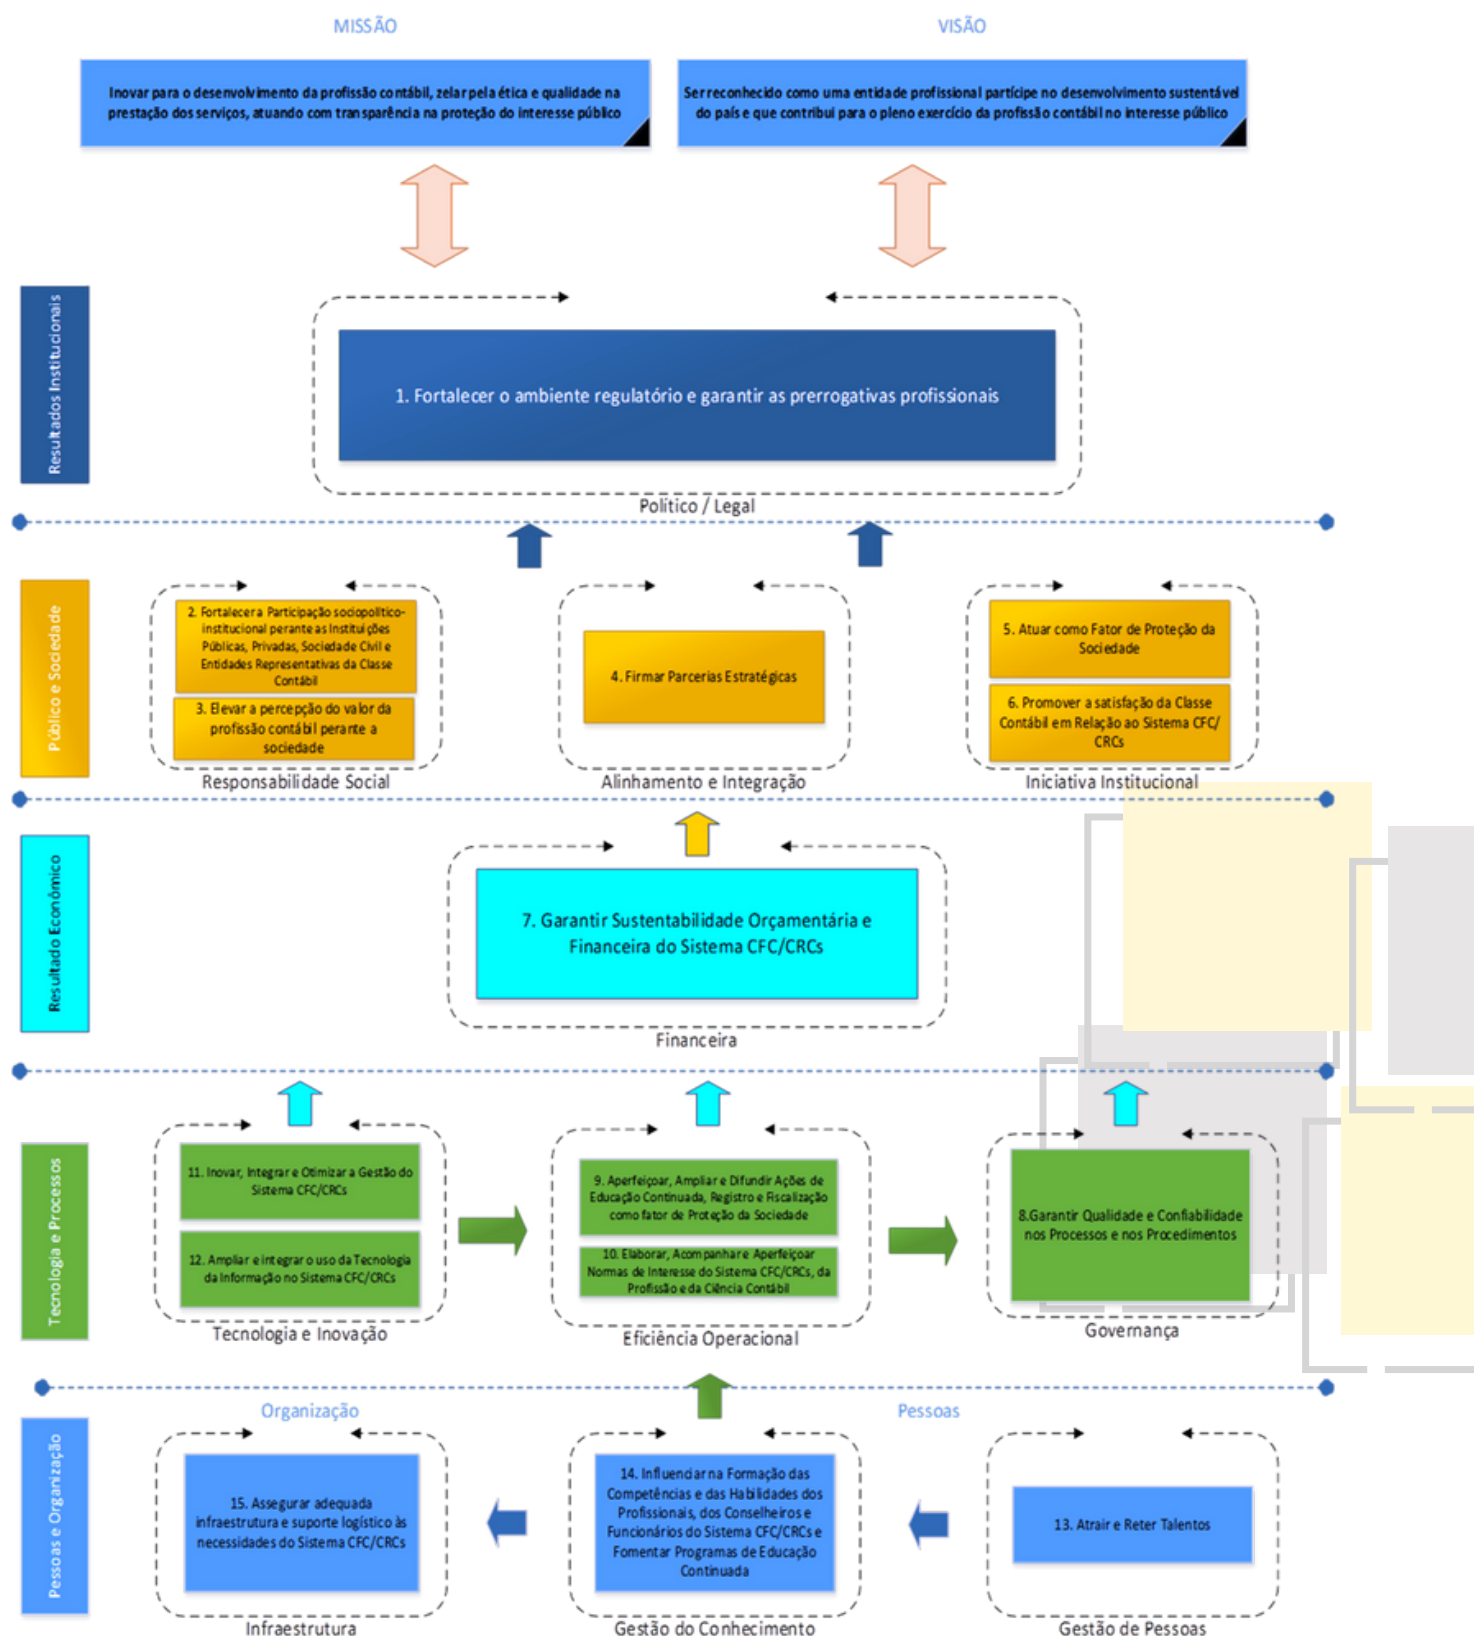 MISSÃO
VISÃO
Inovar para o desenvolvimento da profissão contábil, zelar pela ética e qualidade na
prestação dos serviços, atuando com transparência na proteção do interesse público
Ser reconhecido como uma entidade profissional partícipe no desenvolvimento sustentável
do país e que contribui para o pleno exercício da profissão contábil no interesse público
Resultados Institucionais
1. Fortalecer o ambiente regulatório e garantir as prerrogativas profissionais
Político / Legal
Público e Sociedade
2. Fortalecer a Participação sociopolítico-
institucional perante as Instituições
Públicas, Privadas, Sociedade Civil e
Entidades Representativas da Classe
Contábil
3. Elevar a percepção do valor da
profissão contábil perante a
sociedade
Responsabilidade Social
4. Firmar Parcerias Estratégicas
Alinhamento e Integração
5. Atuar como Fator de Proteção da
Sociedade
6. Promover a satisfação da Classe
Contábil em Relação ao Sistema CFC/
CRCs
Iniciativa Institucional
Resultado Econômico
7. Garantir Sustentabilidade Orçamentária e
Financeira do Sistema CFC/CRCs
Financeira
Tecnologia e Processos
11. Inovar, Integrar e Otimizar a Gestão do
Sistema CFC/CRCs
12. Ampliar e integrar o uso da Tecnologia
da Informação no Sistema CFC/CRCs
Tecnologia e Inovação
9. Aperfeiçoar, Ampliar e Difundir Ações de
Educação Continuada, Registro e Fiscalização
como fator de Proteção da Sociedade
10. Elaborar, Acompanhar e Aperfeiçoar
Normas de Interesse do Sistema CFC/CRCs, da
Profissão e da Ciência Contábil
Eficiência Operacional
8.Garantir Qualidade e Confiabilidade
nos Processos e nos Procedimentos
Governança
Pessoas e Organização
Organização
Pessoas
15. Assegurar adequada
infraestrutura e suporte logístico às
necessidades do Sistema CFC/CRCs
Infraestrutura
14. Influenciar na Formação das
Competências e das Habilidades dos
Profissionais, dos Conselheiros e
Funcionários do Sistema CFC/CRCs e
Fomentar Programas de Educação
Continuada
Gestão do Conhecimento
13. Atrair e Reter Talentos
Gestão de Pessoas